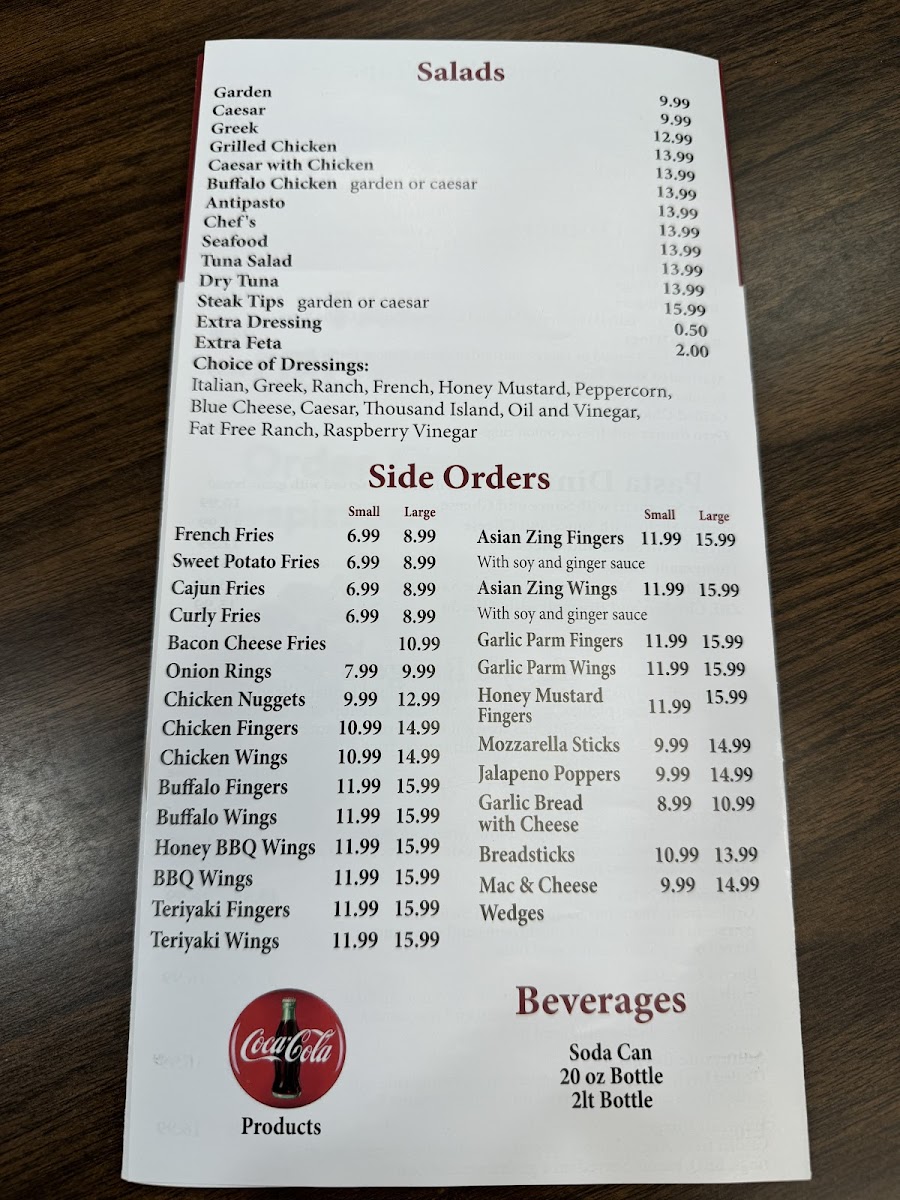 Salads
Garden 9.99
Caesar 9.99
Greek 12.99
Grilled Chicken 13.99
Caesar with Chicken 13.99
Buffalo Chicken garden or caesar 13.99
Antipasto 13.99
Chef's 13.99
Seafood 13.99
Tuna Salad 13.99
Dry Tuna 13.99
Steak Tips garden or caesar 15.99
Extra Dressing 0.50
Extra Feta 2.00
Choice of Dressings:
Italian, Greek, Ranch, French, Honey Mustard, Peppercorn,
Blue Cheese, Caesar, Thousand Island, Oil and Vinegar,
Fat Free Ranch, Raspberry Vinegar
Side Orders
Small Large
French Fries 6.99 8.99
Sweet Potato Fries 6.99 8.99
Cajun Fries 6.99 8.99
Curly Fries 6.99 8.99
Bacon Cheese Fries 10.99
Onion Rings 7.99 9.99
Chicken Nuggets 9.99 12.99
Chicken Fingers 10.99 14.99
Chicken Wings 10.99 14.99
Buffalo Fingers 11.99 15.99
Buffalo Wings 11.99 15.99
Honey BBQ Wings 11.99 15.99
BBQ Wings 11.99 15.99
Teriyaki Fingers 11.99 15.99
Teriyaki Wings 11.99 15.99
Small Large
Asian Zing Fingers 11.99 15.99
With soy and ginger sauce
Asian Zing Wings 11.99 15.99
With soy and ginger sauce
Garlic Parm Fingers 11.99 15.99
Garlic Parm Wings 11.99 15.99
Honey Mustard
Fingers 11.99 15.99
Mozzarella Sticks 9.99 14.99
Jalapeno Poppers 9.99 14.99
Garlic Bread 8.99 10.99
with Cheese
Breadsticks 10.99 13.99
Mac & Cheese 9.99 14.99
Wedges
Coca-Cola
Products
Beverages
Soda Can
20 oz Bottle
2lt Bottle